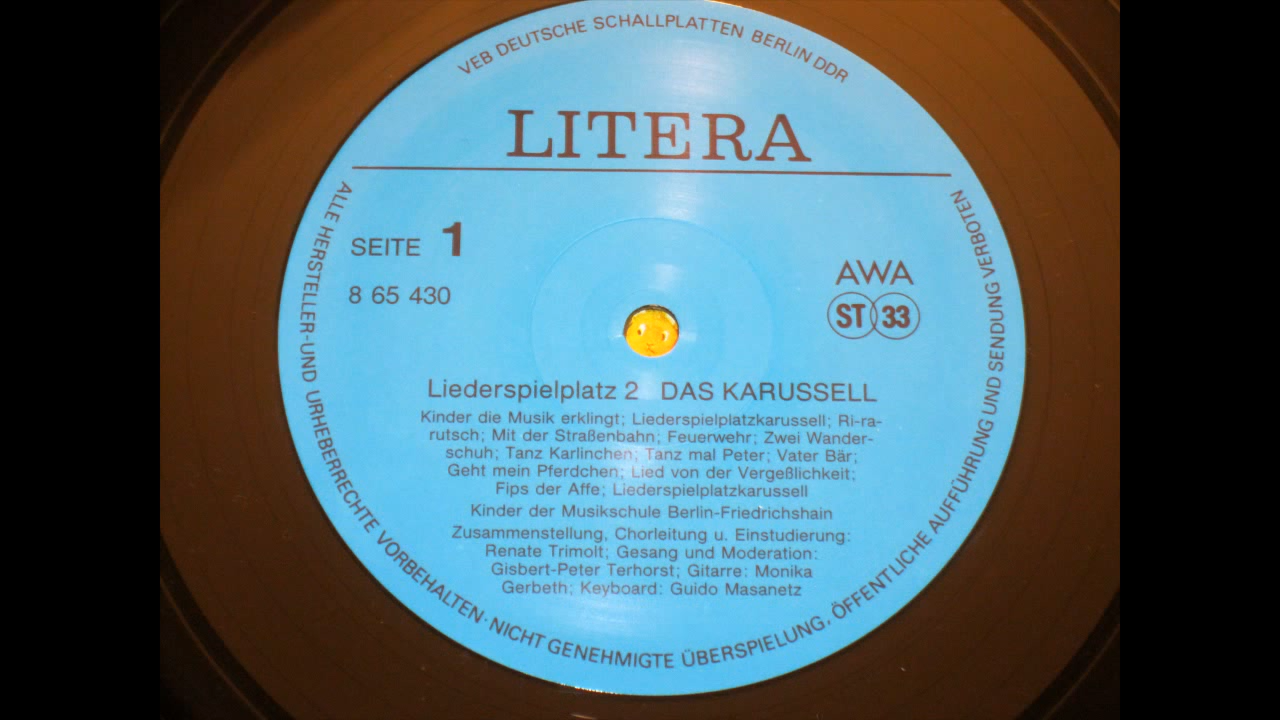 VEB DEUTSCHE SCHALLPLATTEN BERLIN DDR
LITERA
SEITE 1
8 65 430
AWA
ST 33
Liederspielplatz 2 DAS KARUSSELL
Kinder die Musik erklingt; Liederspielplatzkarussell; Ri-ra-
rutsch; Mit der Straßenbahn; Feuerwehr; Zwei Wander-
schuh; Tanz Karlinchen; Tanz mal Peter; Vater Bär;
Geht mein Pferdchen; Lied von der Vergeßlichkeit;
Fips der Affe; Liederspielplatzkarussell
Kinder der Musikschule Berlin-Friedrichshain
Zusammenstellung, Chorleitung u. Einstudierung:
Renate Trimolt; Gesang und Moderation:
Gisbert-Peter Terhorst; Gitarre: Monika
Gerbeth; Keyboard: Guido Masanetz
ALLE HERSTELLER-UND URHEBERRECHTE VORBEHALTEN · NICHT GENEHMIGTE ÜBERSPIELUNG, ÖFFENTLICHE AUFFÜHRUNG UND SENDUNG VERBOTEN